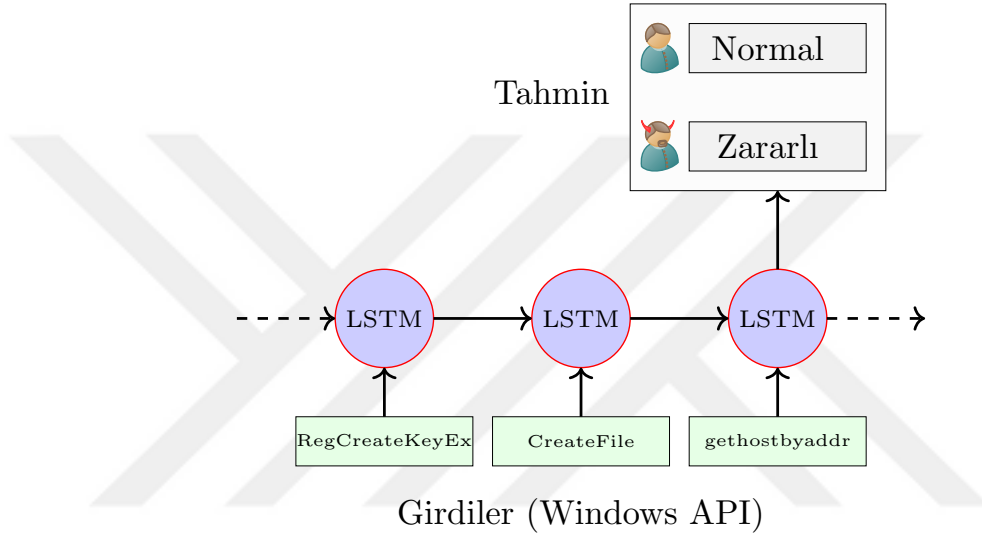 Normal
Tahmin
Zararlı
LSTM LSTM LSTM
RegCreateKeyEx CreateFile gethostbyaddr
Girdiler (Windows API)